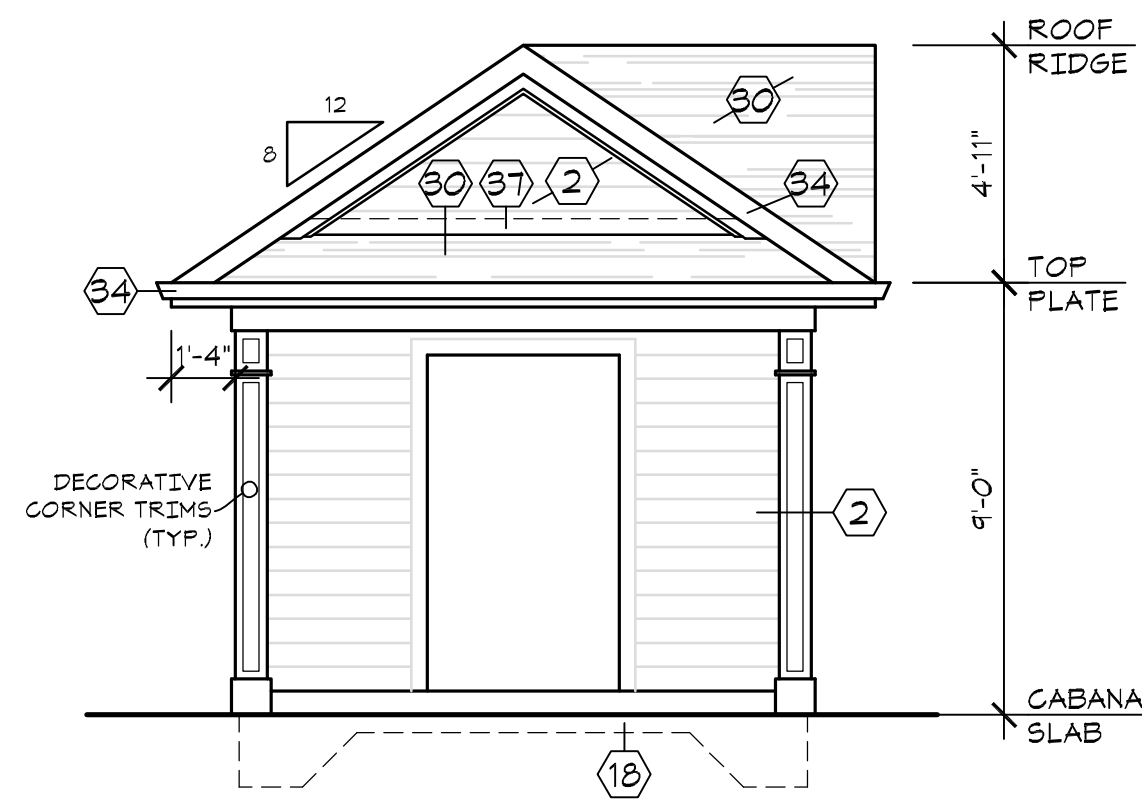 ROOF
RIDGE
12
8
30
4'-11"
30
37
2
34
TOP
PLATE
34
1'-4"
DECORATIVE
CORNER TRIMS
(TYP.)
9'-0"
2
CABANA
SLAB
18